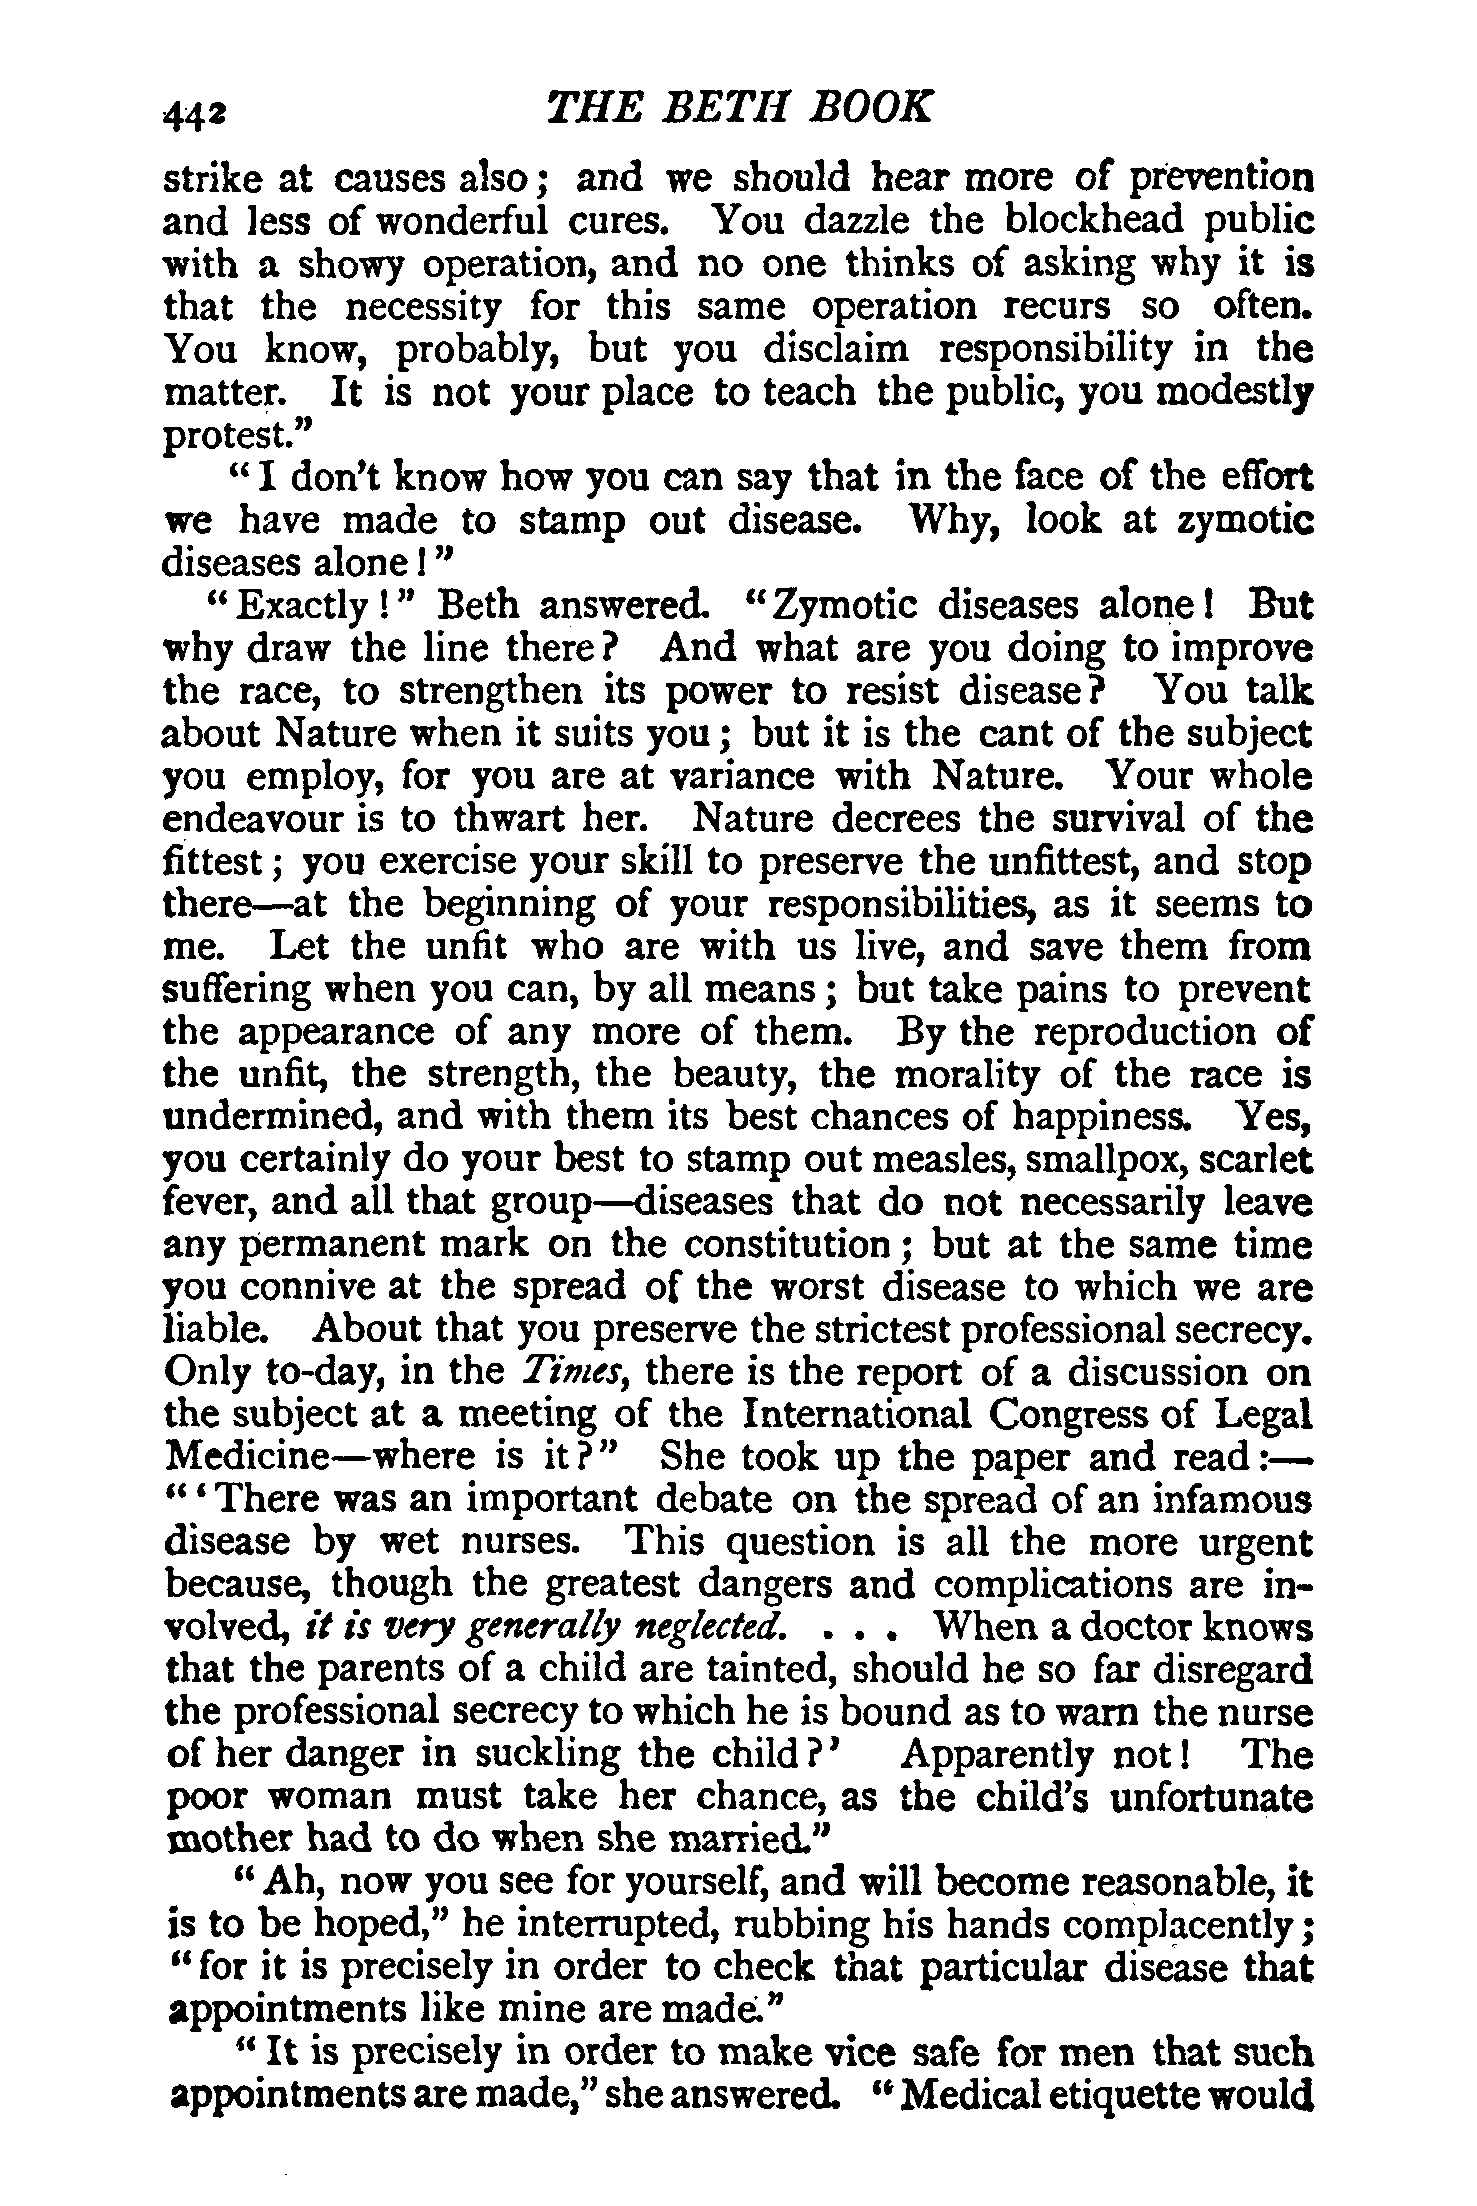 442 THE BETH BOOK
strike at causes also; and we should hear more of prevention
and less of wonderful cures. You dazzle the blockhead public
with a showy operation, and no one thinks of asking why it is
that the necessity for this same operation recurs so often.
You know, probably, but you disclaim responsibility in the
matter. It is not your place to teach the public, you modestly
protest.”
“I don’t know how you can say that in the face of the effort
we have made to stamp out disease. Why, look at zymotic
diseases alone!”
“Exactly!” Beth answered. “Zymotic diseases alone! But
why draw the line there? And what are you doing to improve
the race, to strengthen its power to resist disease? You talk
about Nature when it suits you; but it is the cant of the subject
you employ, for you are at variance with Nature. Your whole
endeavour is to thwart her. Nature decrees the survival of the
fittest; you exercise your skill to preserve the unfittest, and stop
there—at the beginning of your responsibilities, as it seems to
me. Let the unfit who are with us live, and save them from
suffering when you can, by all means; but take pains to prevent
the appearance of any more of them. By the reproduction of
the unfit, the strength, the beauty, the morality of the race is
undermined, and with them its best chances of happiness. Yes,
you certainly do your best to stamp out measles, smallpox, scarlet
fever, and all that group—diseases that do not necessarily leave
any permanent mark on the constitution; but at the same time
you connive at the spread of the worst disease to which we are
liable. About that you preserve the strictest professional secrecy.
Only to-day, in the Times, there is the report of a discussion on
the subject at a meeting of the International Congress of Legal
Medicine—where is it?” She took up the paper and read:—
“‘There was an important debate on the spread of an infamous
disease by wet nurses. This question is all the more urgent
because, though the greatest dangers and complications are in-
volved, it is very generally neglected. . . . When a doctor knows
that the parents of a child are tainted, should he so far disregard
the professional secrecy to which he is bound as to warn the nurse
of her danger in suckling the child?’ Apparently not! The
poor woman must take her chance, as the child’s unfortunate
mother had to do when she married.”
“Ah, now you see for yourself, and will become reasonable, it
is to be hoped,” he interrupted, rubbing his hands complacently;
“for it is precisely in order to check that particular disease that
appointments like mine are made.”
“It is precisely in order to make vice safe for men that such
appointments are made,” she answered. “Medical etiquette would